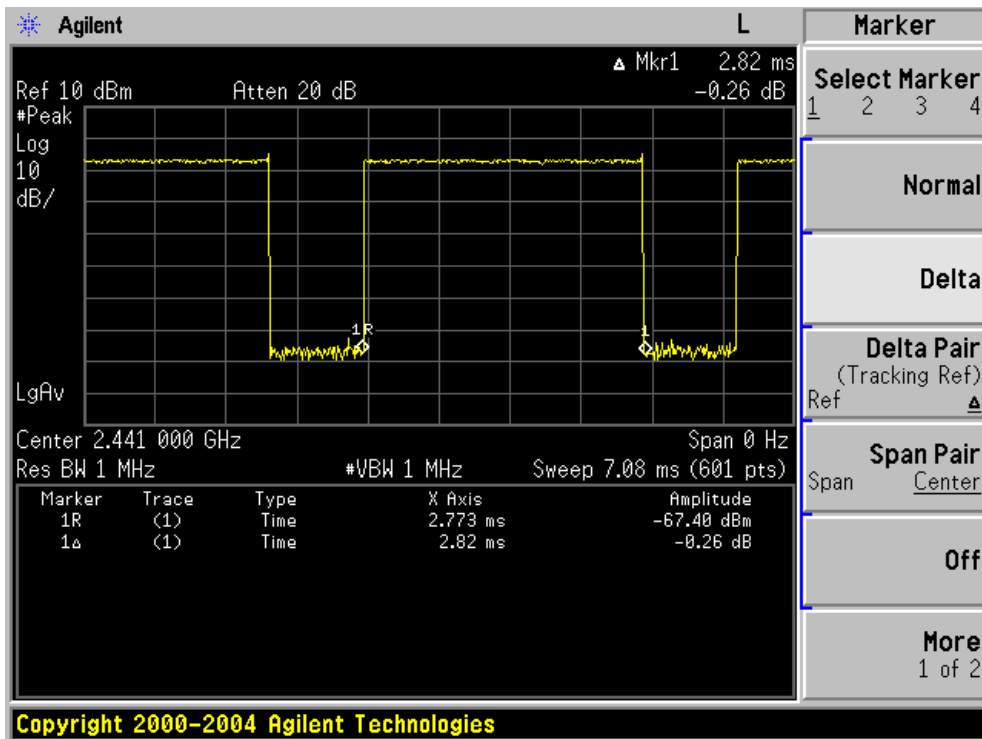 Agilent L
Marker
Δ Mkr1 2.82 ms
Ref 10 dBm Atten 20 dB -0.26 dB
#Peak
Log
10
dB/
1R
1
LgAv
Center 2.441 000 GHz Span 0 Hz
Res BW 1 MHz #VBW 1 MHz Sweep 7.08 ms (601 pts)
Marker Trace Type X Axis Amplitude
1R (1) Time 2.773 ms -67.40 dBm
1Δ (1) Time 2.82 ms -0.26 dB
Select Marker
1 2 3 4
Normal
Delta
Delta Pair
(Tracking Ref)
Ref Δ
Span Pair
Span Center
Off
More
1 of 2
Copyright 2000-2004 Agilent Technologies